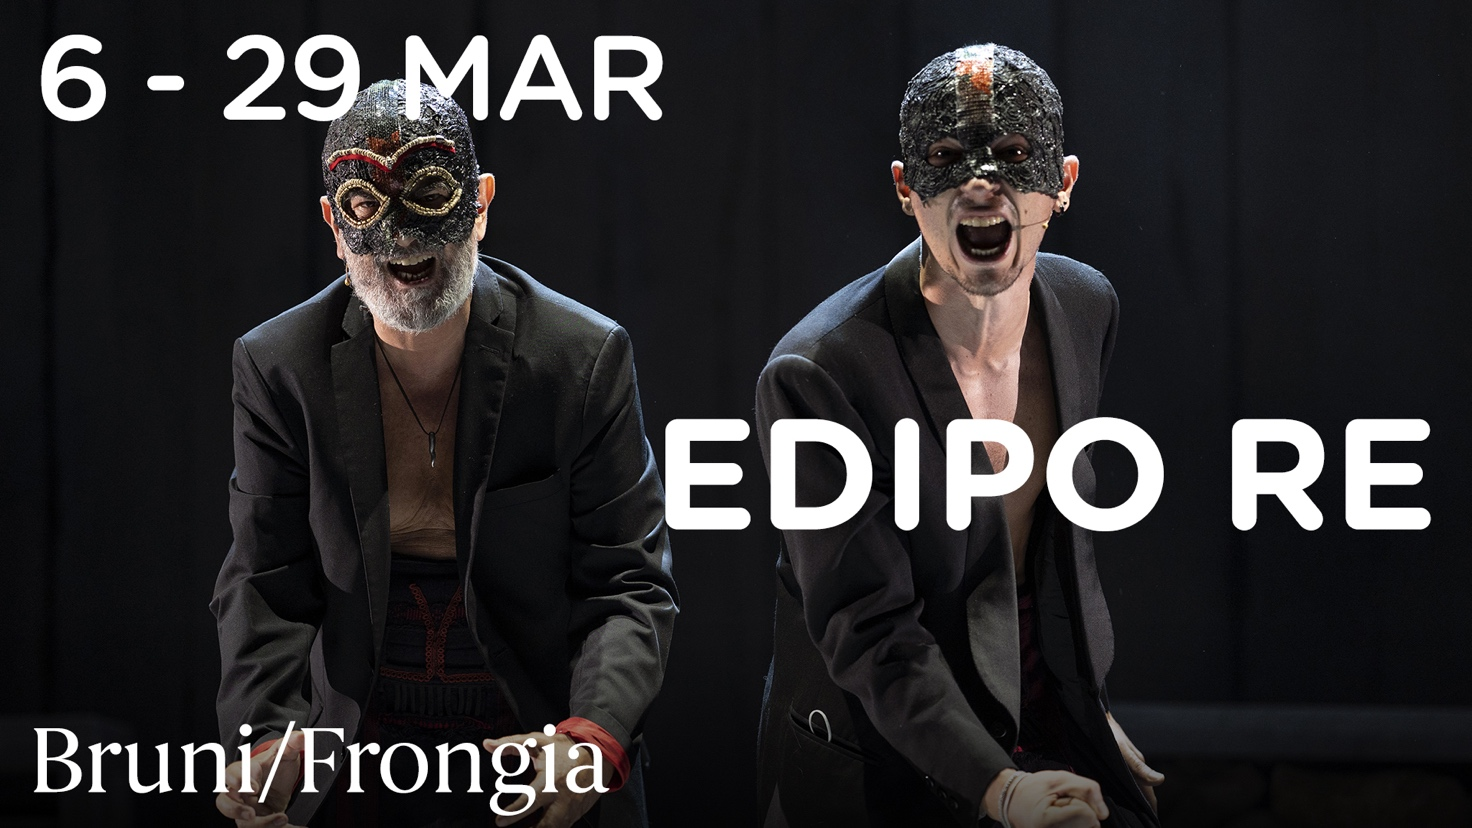 6 - 29 MAR
EDIPO RE
Bruni/Frongia